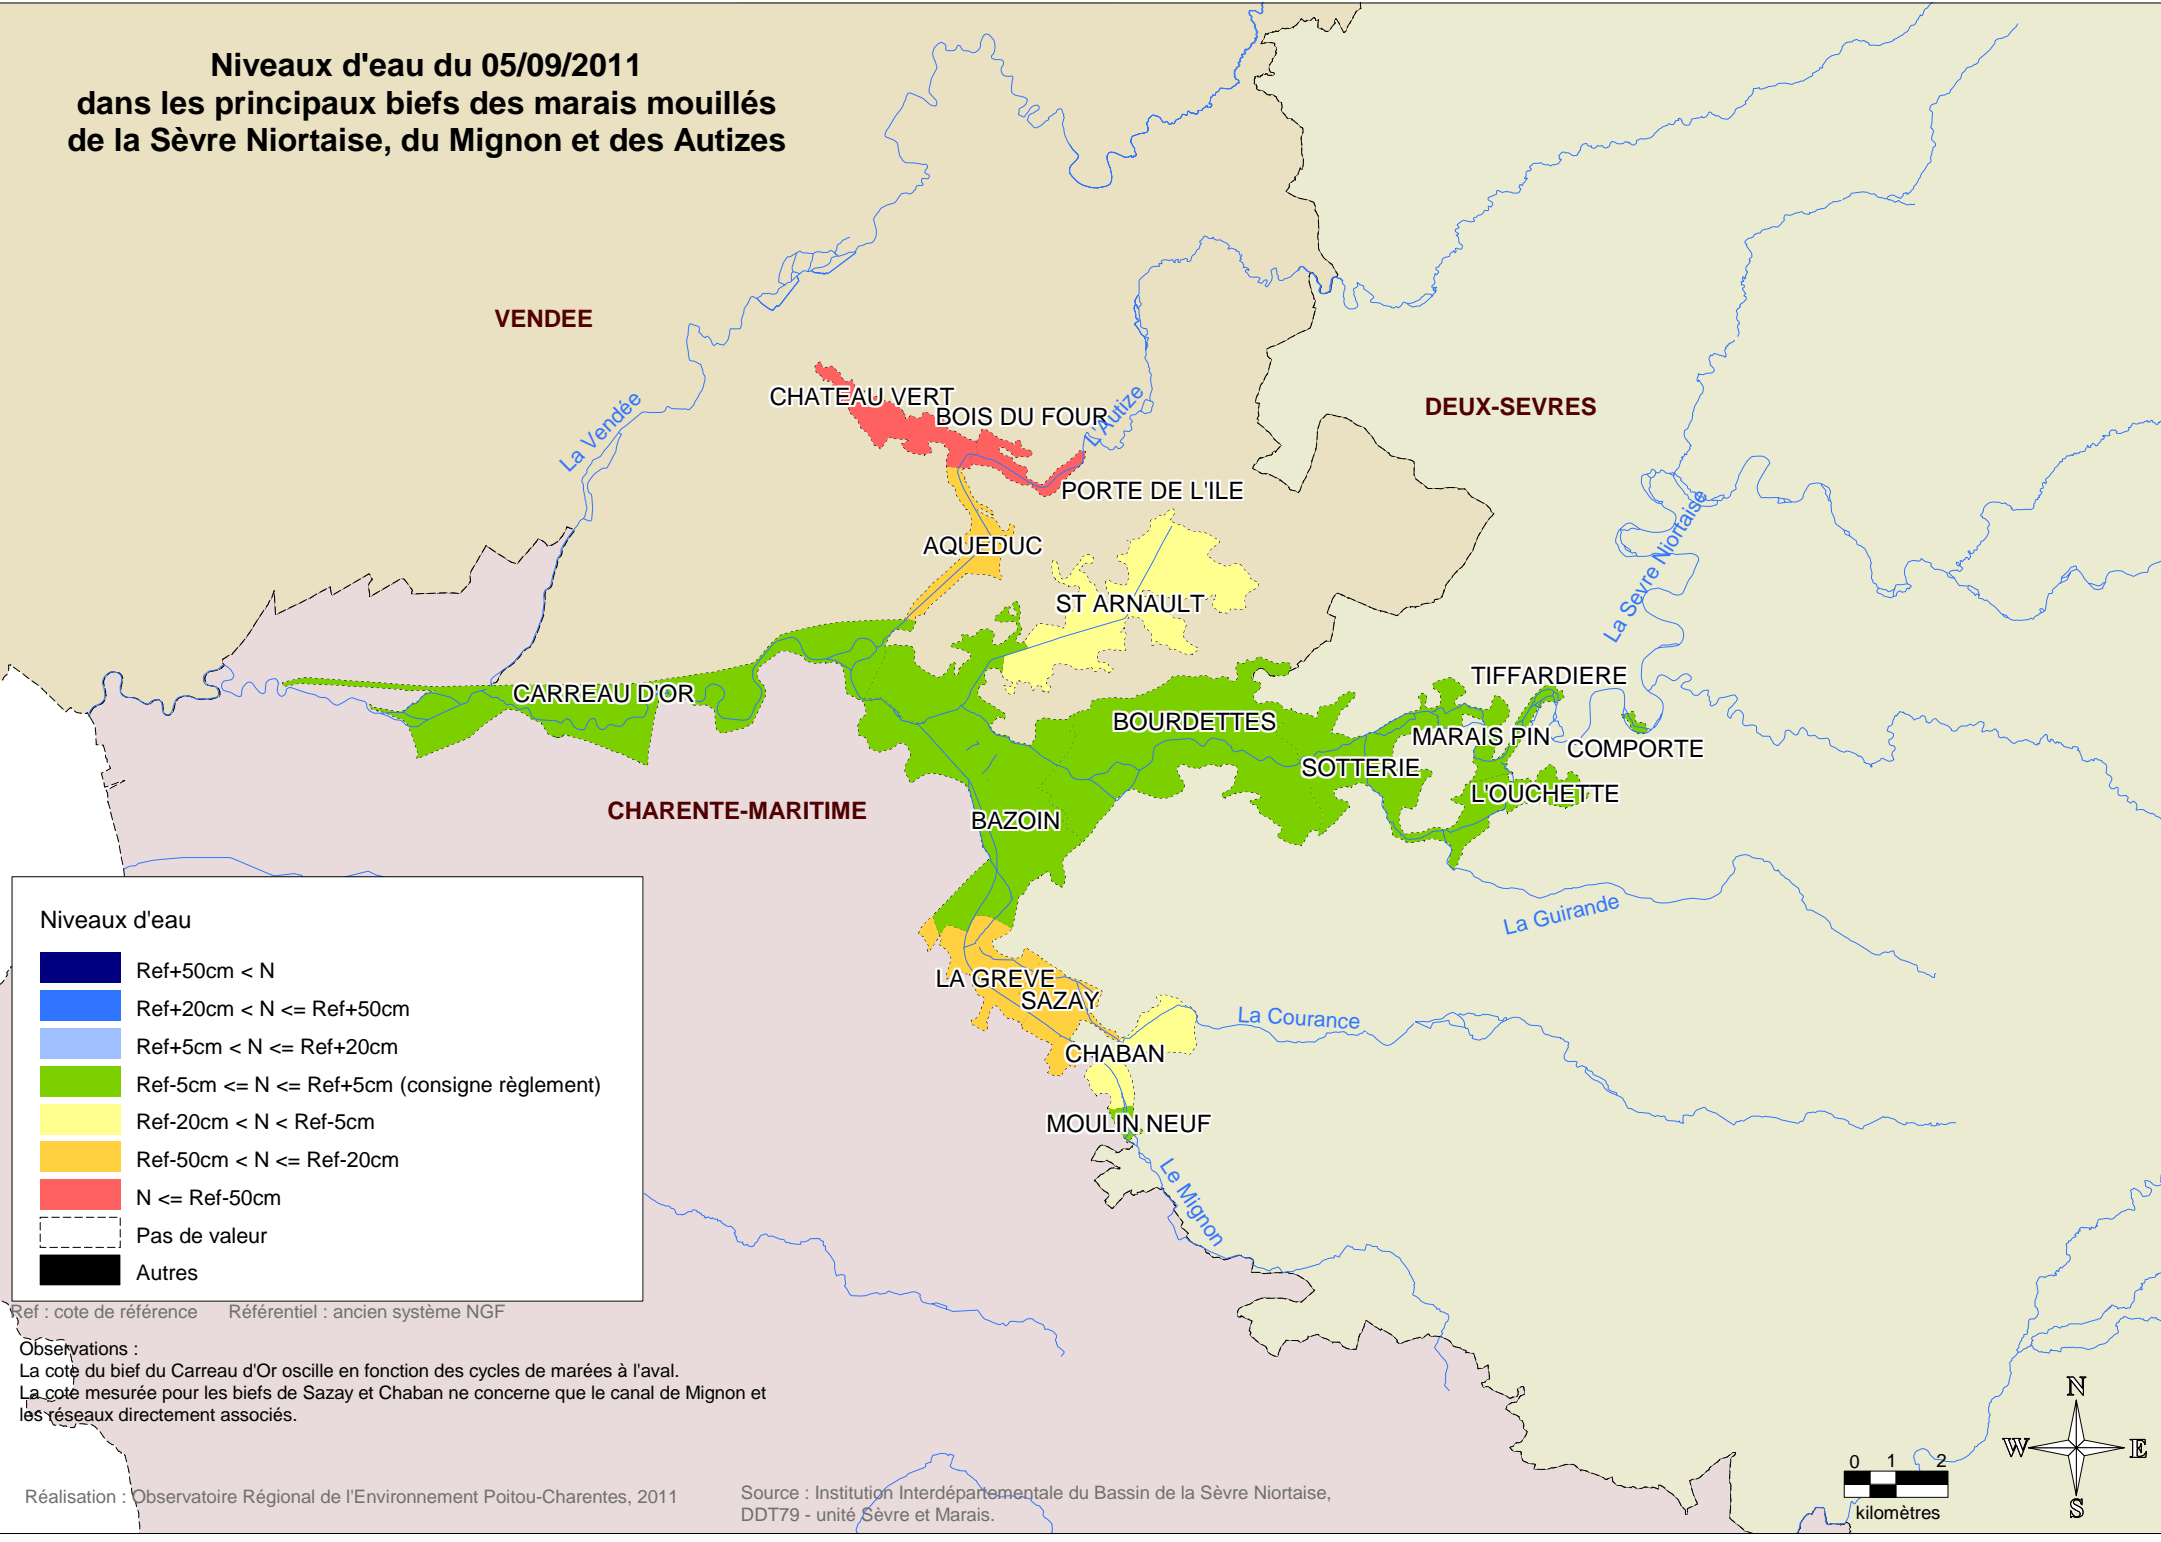 Niveaux d'eau du 05/09/2011
dans les principaux biefs des marais mouillés
de la Sèvre Niortaise, du Mignon et des Autizes
VENDEE
La Vendée
CHATEAU VERT
BOIS DU FOUR
L'Autize
DEUX-SEVRES
PORTE DE L'ILE
AQUEDUC
ST ARNAULT
La Sevre Niortaise
CARREAU D'OR
TIFFARDIERE
BOURDETTES
MARAIS PIN
COMPORTE
SOTTERIE
L'OUCHETTE
CHARENTE-MARITIME
BAZOIN
La Guirande
LA GREVE
SAZAY
La Courance
CHABAN
MOULIN NEUF
Le Mignon
Niveaux d'eau
Ref+50cm < N
Ref+20cm < N <= Ref+50cm
Ref+5cm < N <= Ref+20cm
Ref-5cm <= N <= Ref+5cm (consigne règlement)
Ref-20cm < N < Ref-5cm
Ref-50cm < N <= Ref-20cm
N <= Ref-50cm
Pas de valeur
Autres
Ref : cote de référence Référentiel : ancien système NGF
Observations :
La cote du bief du Carreau d'Or oscille en fonction des cycles de marées à l'aval.
La cote mesurée pour les biefs de Sazay et Chaban ne concerne que le canal de Mignon et
les réseaux directement associés.
Réalisation : Observatoire Régional de l'Environnement Poitou-Charentes, 2011
Source : Institution Interdépartementale du Bassin de la Sèvre Niortaise,
DDT79 - unité Sèvre et Marais.
0 1 2
kilomètres
N
W E
S